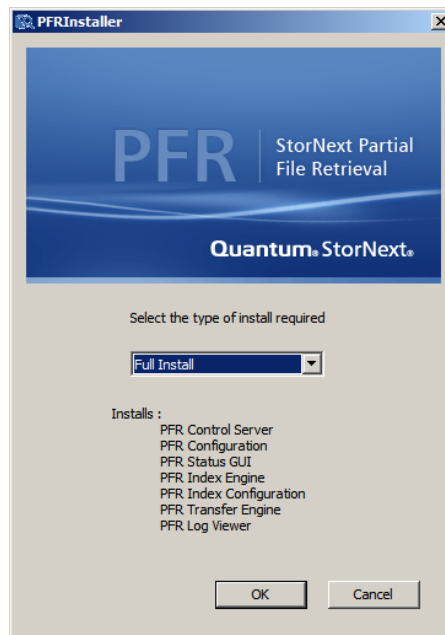 PFRInstaller
PFR
StorNext Partial
File Retrieval
Quantum® StorNext®
Select the type of install required
Full Install
Installs :
PFR Control Server
PFR Configuration
PFR Status GUI
PFR Index Engine
PFR Index Configuration
PFR Transfer Engine
PFR Log Viewer
OK
Cancel